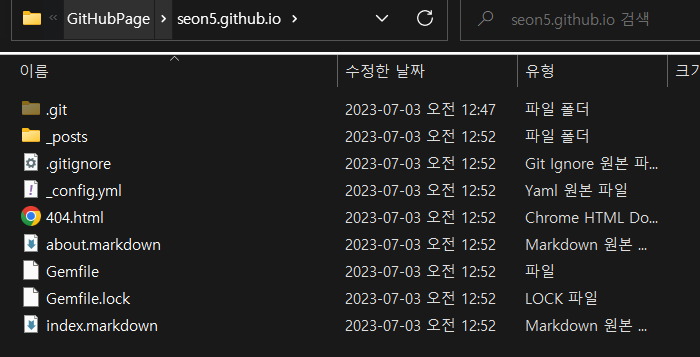 « GitHubPage > seon5.github.io > seon5.github.io 검색
이름 수정한 날짜 유형 크기
.git 2023-07-03 오전 12:47 파일 폴더
_posts 2023-07-03 오전 12:52 파일 폴더
.gitignore 2023-07-03 오전 12:52 Git Ignore 원본 파...
_config.yml 2023-07-03 오전 12:52 Yaml 원본 파일
404.html 2023-07-03 오전 12:52 Chrome HTML Do...
about.markdown 2023-07-03 오전 12:52 Markdown 원본 ...
Gemfile 2023-07-03 오전 12:52 파일
Gemfile.lock 2023-07-03 오전 12:52 LOCK 파일
index.markdown 2023-07-03 오전 12:52 Markdown 원본 ...